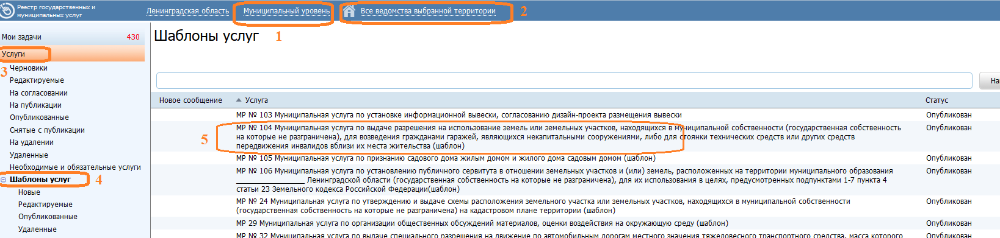 Реестр государственных и
муниципальных услуг
Ленинградская область
Муниципальный уровень
Все ведомства выбранной территории
2
1
Мои задачи 430
Услуги
3
Черновики
Редактируемые
На согласовании
На публикации
Опубликованные
Снятые с публикации
На удалении
Удаленные
Необходимые и обязательные услуги
Шаблоны услуг
4
Новые
Редактируемые
Опубликованные
Удаленные
Шаблоны услуг
На
Новое сообщение Услуга Статус
МР № 103 Муниципальная услуга по установке информационной вывески, согласованию дизайн-проекта размещения вывески Опубликован
5
МР № 104 Муниципальная услуга по выдаче разрешения на использование земель или земельных участков, находящихся в муниципальной собственности (государственная собственность Опубликован
на которые не разграничена), для возведения гражданами гаражей, являющихся некапитальными сооружениями, либо для стоянки технических средств или других средств
передвижения инвалидов вблизи их места жительства (шаблон)
МР № 105 Муниципальная услуга по признанию садового дома жилым домом и жилого дома садовым домом (шаблон) Опубликован
МР № 106 Муниципальная услуга по установлению публичного сервитута в отношении земельных участков и (или) земель, расположенных на территории муниципального образования Опубликован
________________ Ленинградской области (государственная собственность на которые не разграничена), для их использования в целях, предусмотренных подпунктами 1-7 пункта 4
статьи 23 Земельного кодекса Российской Федерации(шаблон)
МР № 24 Муниципальная услуга по утверждению и выдаче схемы расположения земельного участка или земельных участков, находящихся в муниципальной собственности Опубликован
(государственная собственность на которые не разграничена) на кадастровом плане территории (шаблон)
МР 29 Муниципальная услуга по организации общественных обсуждений материалов, оценки воздействия на окружающую среду (шаблон) Опубликован
МР № 32 Муниципальная услуга по выдаче специального разрешения на движение по автомобильным дорогам местного значения тяжеловесного транспортного средства, масса которого Опубликован